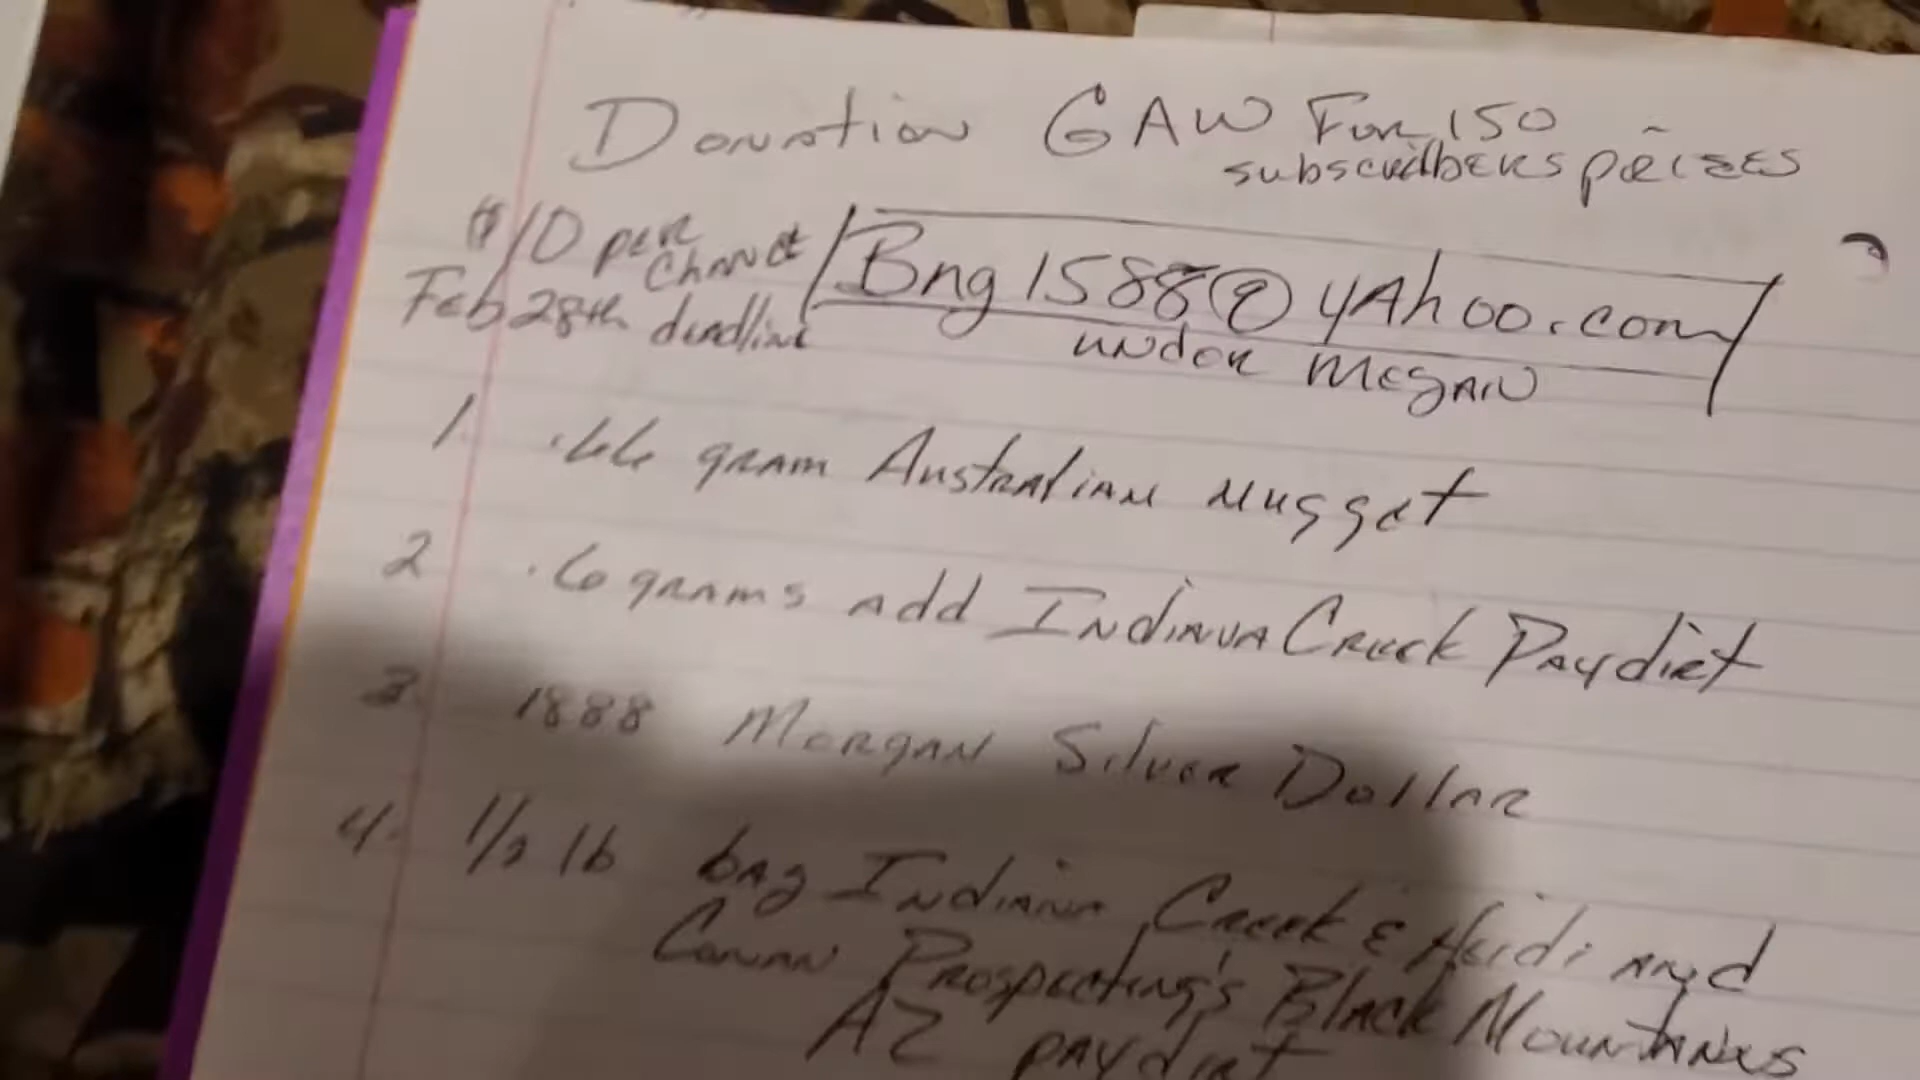 Donation GAW For 150
subscribers prizes
$10 per chance
Bng1588@yahoo.com
Feb 28th deadline
under Megan
1. .66 gram Australian Nugget
2 .6 grams add Indiana Creek Paydirt
3. 1888 Morgan Silver Dollar
4. 1/2 lb bag Indiana Creek & Heidi and
Conan Prospecting's Black Mountains
AZ paydirt